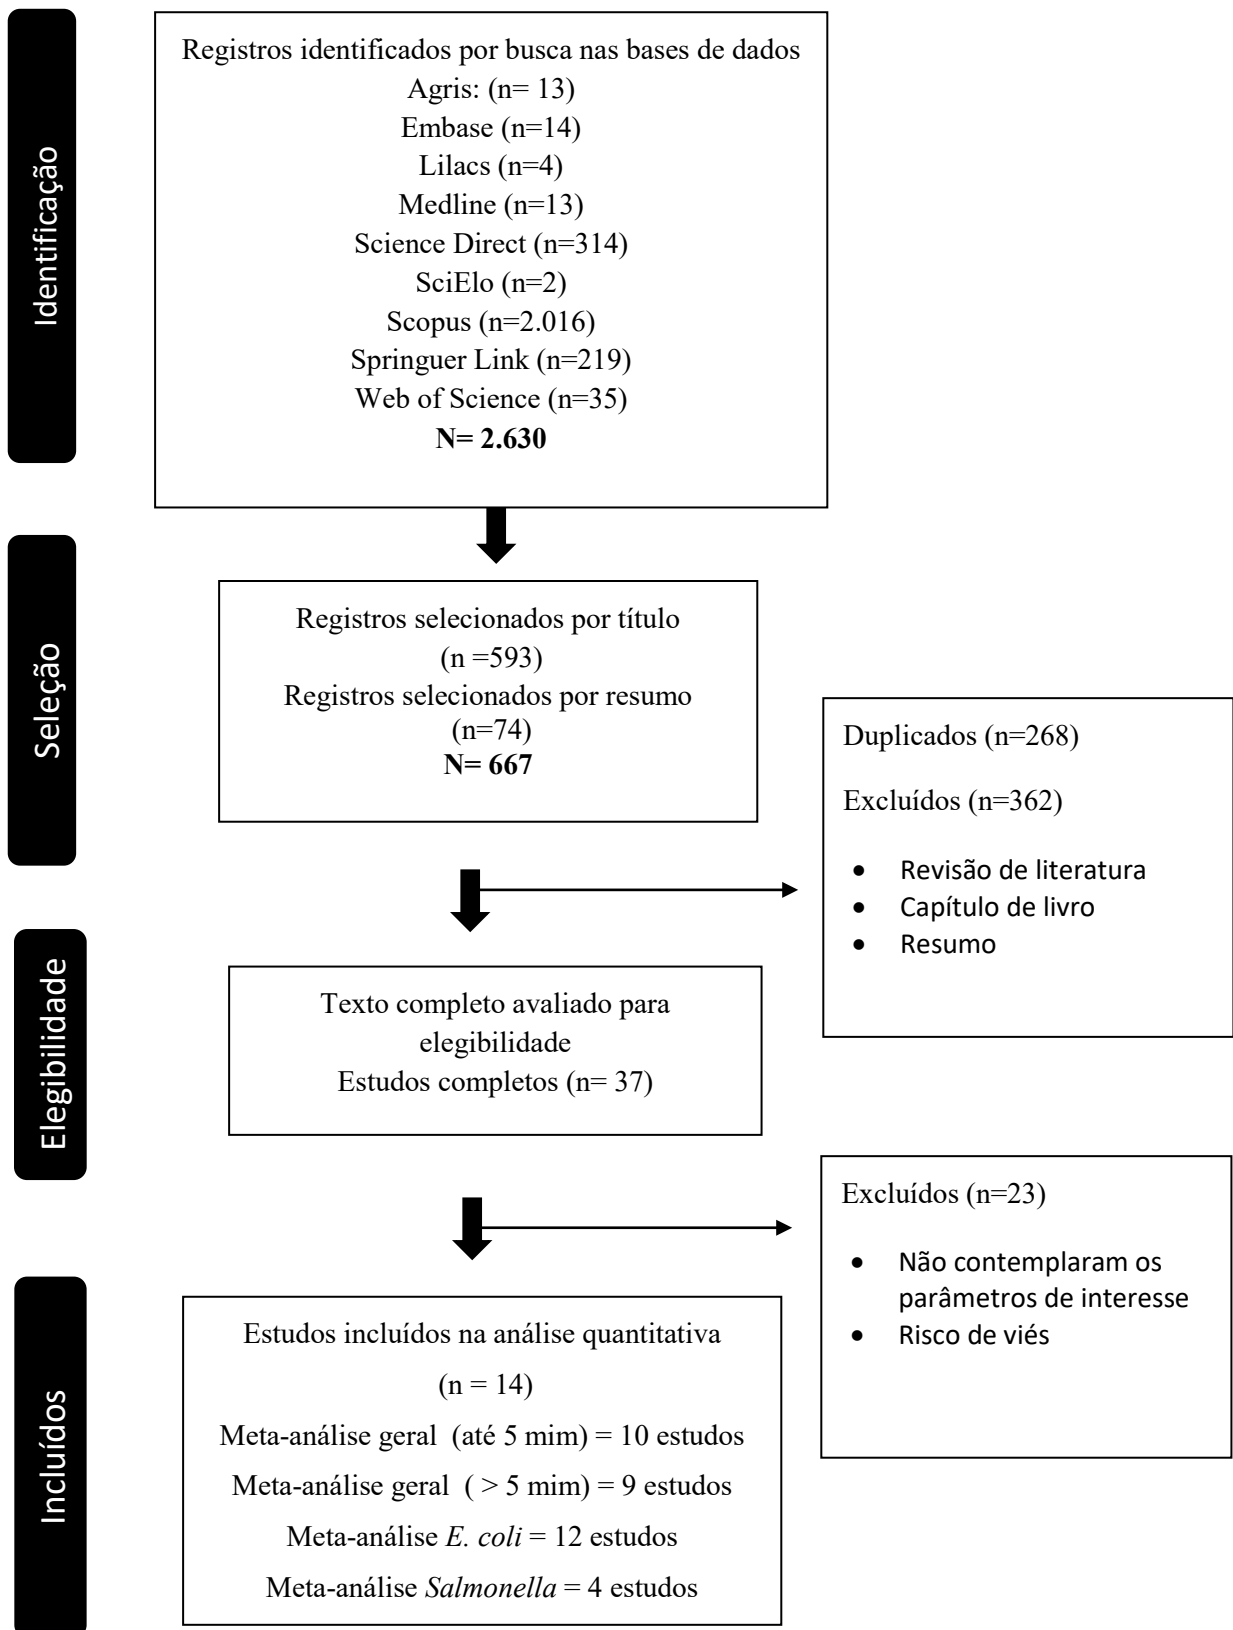 Identificação
Registros identificados por busca nas bases de dados
Agris: (n= 13)
Embase (n=14)
Lilacs (n=4)
Medline (n=13)
Science Direct (n=314)
SciElo (n=2)
Scopus (n=2.016)
Springuer Link (n=219)
Web of Science (n=35)
N= 2.630
Seleção
Registros selecionados por título
(n =593)
Registros selecionados por resumo
(n=74)
N= 667
Duplicados (n=268)
Excluídos (n=362)
• Revisão de literatura
• Capítulo de livro
• Resumo
Elegibilidade
Texto completo avaliado para
elegibilidade
Estudos completos (n= 37)
Excluídos (n=23)
• Não contemplaram os
parâmetros de interesse
• Risco de viés
Incluídos
Estudos incluídos na análise quantitativa
(n = 14)
Meta-análise geral (até 5 mim) = 10 estudos
Meta-análise geral ( > 5 mim) = 9 estudos
Meta-análise E. coli = 12 estudos
Meta-análise Salmonella = 4 estudos